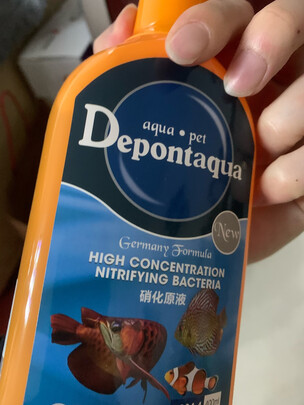 aqua • pet
Depontaqua
New
Germany Formula
HIGH CONCENTRATION
NITRIFYING BACTERIA
硝化原液